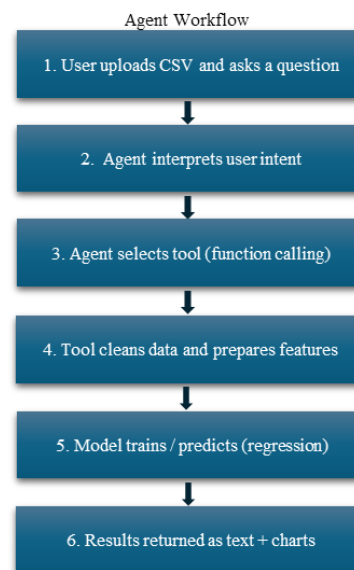 Agent Workflow
1. User uploads CSV and asks a question
2. Agent interprets user intent
3. Agent selects tool (function calling)
4. Tool cleans data and prepares features
5. Model trains / predicts (regression)
6. Results returned as text + charts